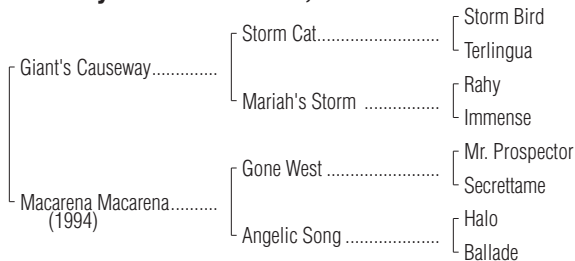 Storm Bird
Storm Cat................................
Terlingua
Giant's Causeway..............
Rahy
Mariah's Storm ....................
Immense
Mr. Prospector
Gone West ..............................
Secrettame
Macarena Macarena..........
(1994)
Halo
Angelic Song .........................
Ballade